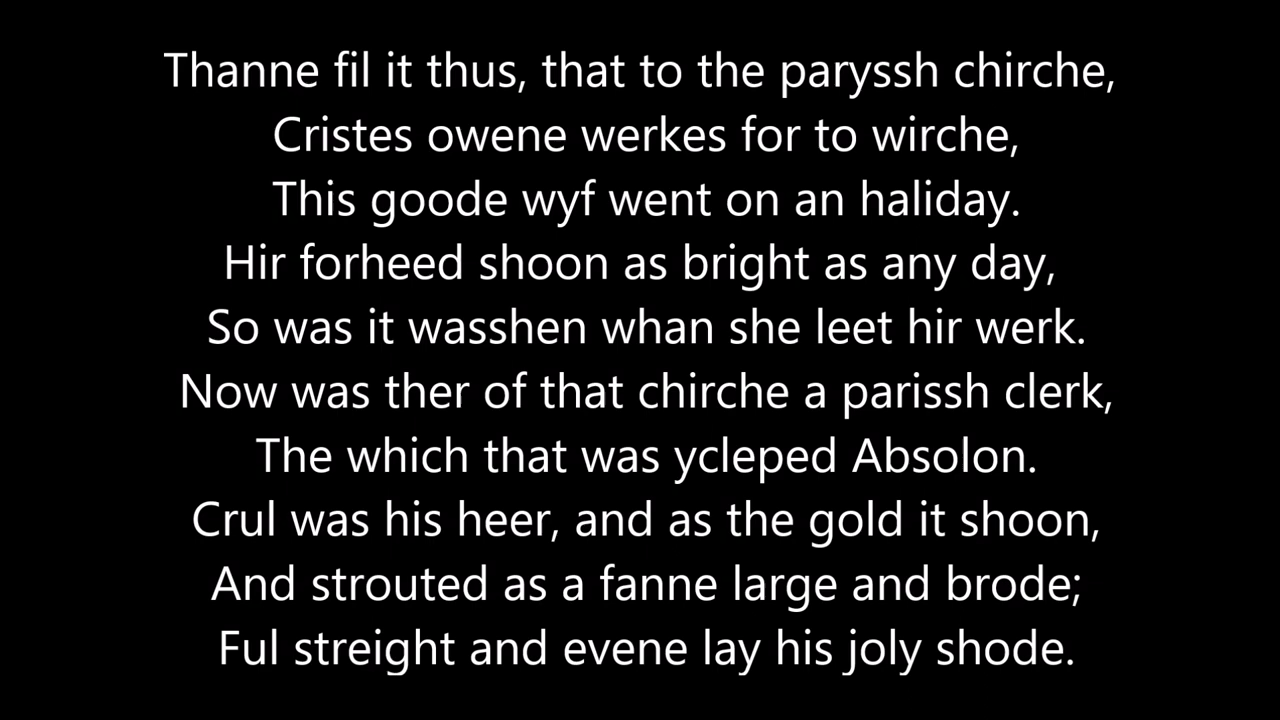 Thanne fil it thus, that to the paryssh chirche,
Cristes owene werkes for to wirche,
This goode wyf went on an haliday.
Hir forheed shoon as bright as any day,
So was it wasshen whan she leet hir werk.
Now was ther of that chirche a parissh clerk,
The which that was ycleped Absolon.
Crul was his heer, and as the gold it shoon,
And strouted as a fanne large and brode;
Ful streight and evene lay his joly shode.